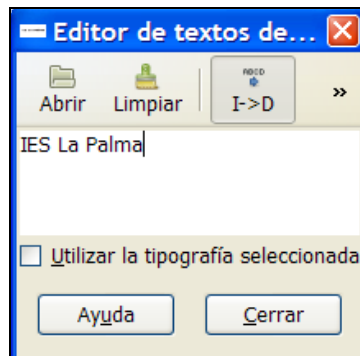 Editor de textos de...
Abrir Limpiar I->D »
IES La Palma
Utilizar la tipografía seleccionada
Ayuda Cerrar